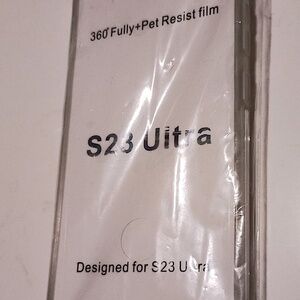 360°Fully+Pet Resist film
S23 Ultra
Designed for S23 Ultra